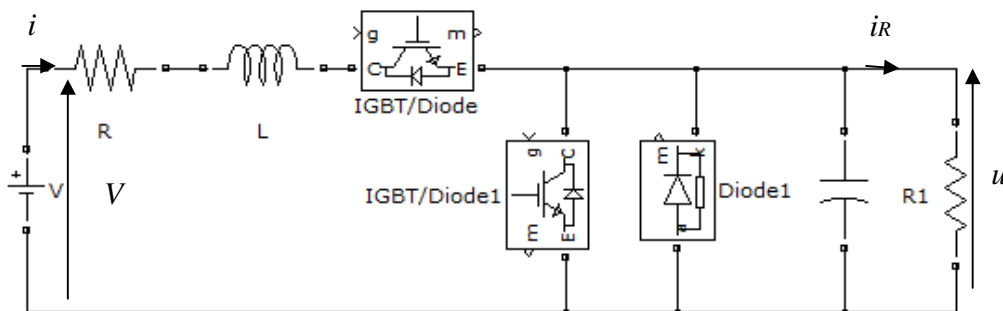 i
iR
g
m
C
E
IGBT/Diode
R
L
+
V
V
g
C
IGBT/Diode1
m
E
m
k
a
Diode1
R1
u